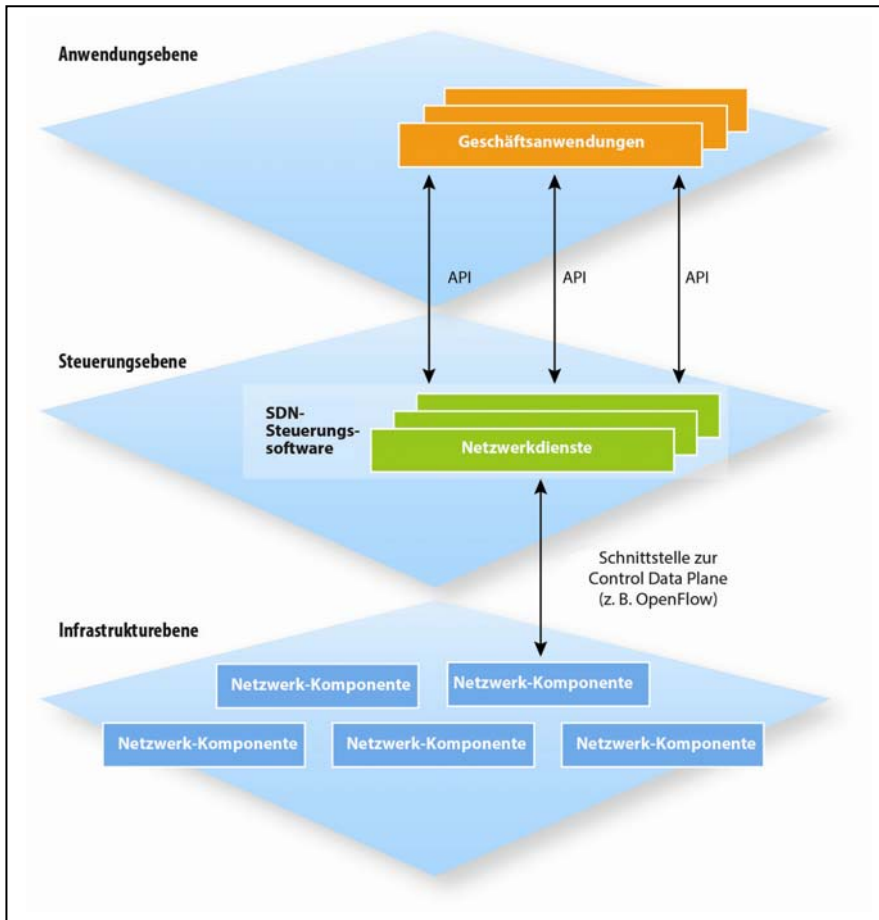 Anwendungsebene
Geschäftsanwendungen
API
API
API
Steuerungsebene
SDN-
Steuerungs-
software
Netzwerkdienste
Schnittstelle zur
Control Data Plane
(z. B. OpenFlow)
Infrastrukturebene
Netzwerk-Komponente
Netzwerk-Komponente
Netzwerk-Komponente
Netzwerk-Komponente
Netzwerk-Komponente